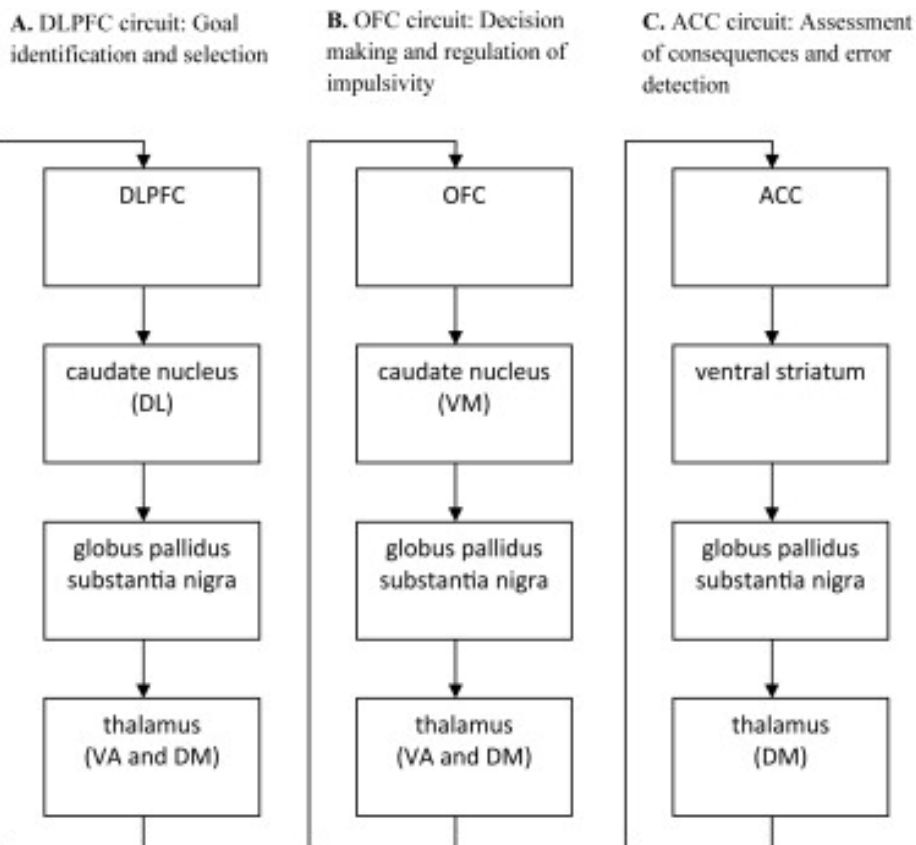 A. DLPFC circuit: Goal
identification and selection
B. OFC circuit: Decision
making and regulation of
impulsivity
C. ACC circuit: Assessment
of consequences and error
detection
DLPFC
caudate nucleus
(DL)
globus pallidus
substantia nigra
thalamus
(VA and DM)
OFC
caudate nucleus
(VM)
globus pallidus
substantia nigra
thalamus
(VA and DM)
ACC
ventral striatum
globus pallidus
substantia nigra
thalamus
(DM)